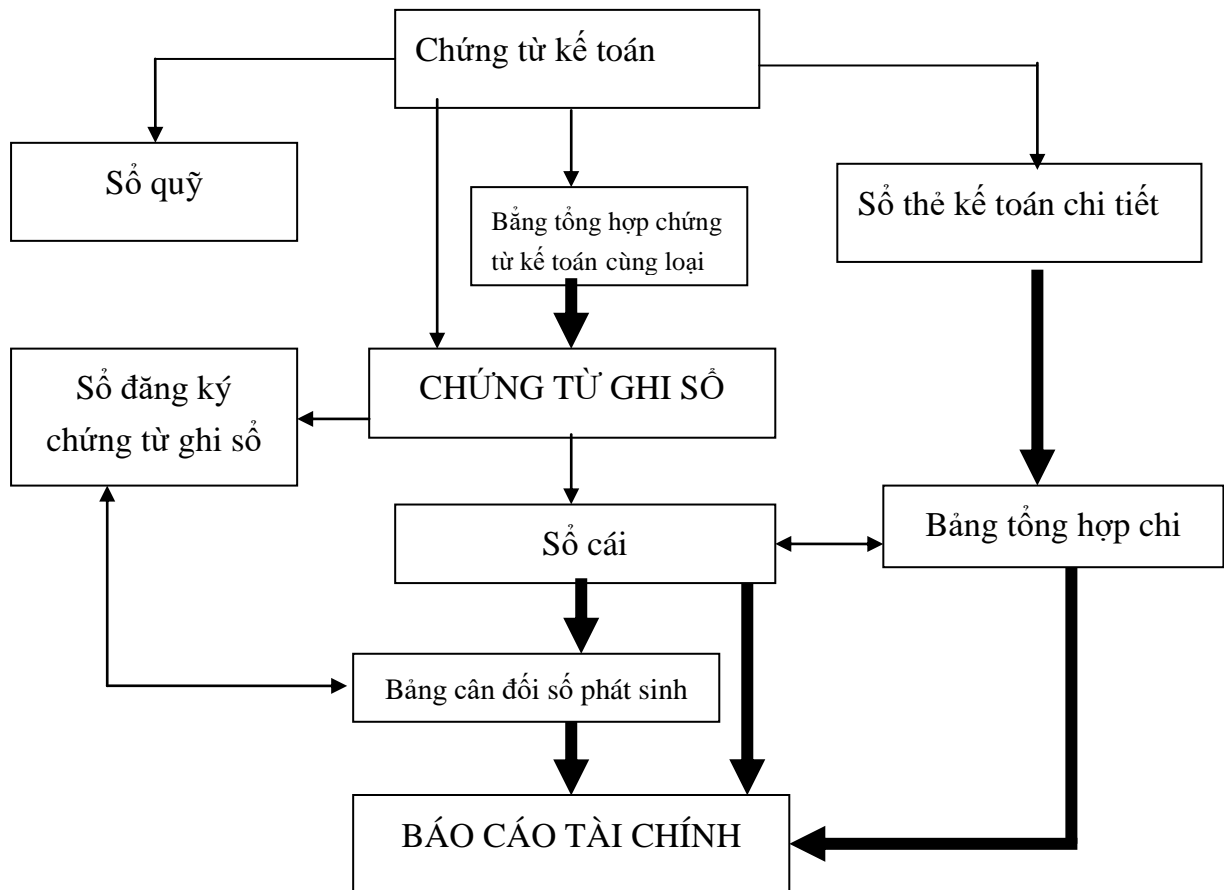 Chứng từ kế toán
Sổ quỹ
Bẳng tổng hợp chứng
từ kế toán cùng loại
Sổ thẻ kế toán chi tiết
Sổ đăng ký
chứng từ ghi sổ
CHỨNG TỪ GHI SỔ
Sổ cái
Bảng tổng hợp chi
Bảng cân đối số phát sinh
BÁO CÁO TÀI CHÍNH